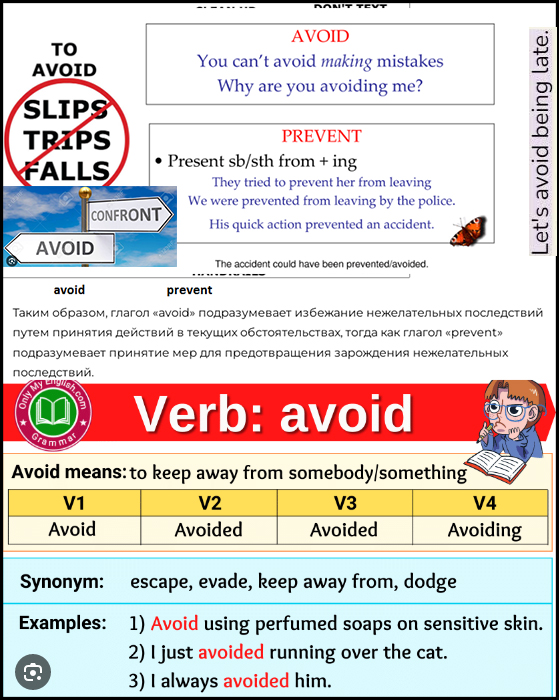 TO
AVOID
SLIPS
TRIPS
FALLS
CONFRONT
AVOID
AVOID
You can't avoid making mistakes
Why are you avoiding me?
PREVENT
• Present sb/sth from + ing
They tried to prevent her from leaving
We were prevented from leaving by the police.
His quick action prevented an accident.
The accident could have been prevented/avoided.
Let's avoid being late.
avoid prevent
Таким образом, глагол «avoid» подразумевает избежание нежелательных последствий
путем принятия действий в текущих обстоятельствах, тогда как глагол «prevent»
подразумевает принятие мер для предотвращения зарождения нежелательных
последствий.
Only My English.com
Grammar
Verb: avoid
Avoid means: to keep away from somebody/something
V1 V2 V3 V4
Avoid Avoided Avoided Avoiding
Synonym: escape, evade, keep away from, dodge
Examples: 1) Avoid using perfumed soaps on sensitive skin.
2) I just avoided running over the cat.
3) I always avoided him.